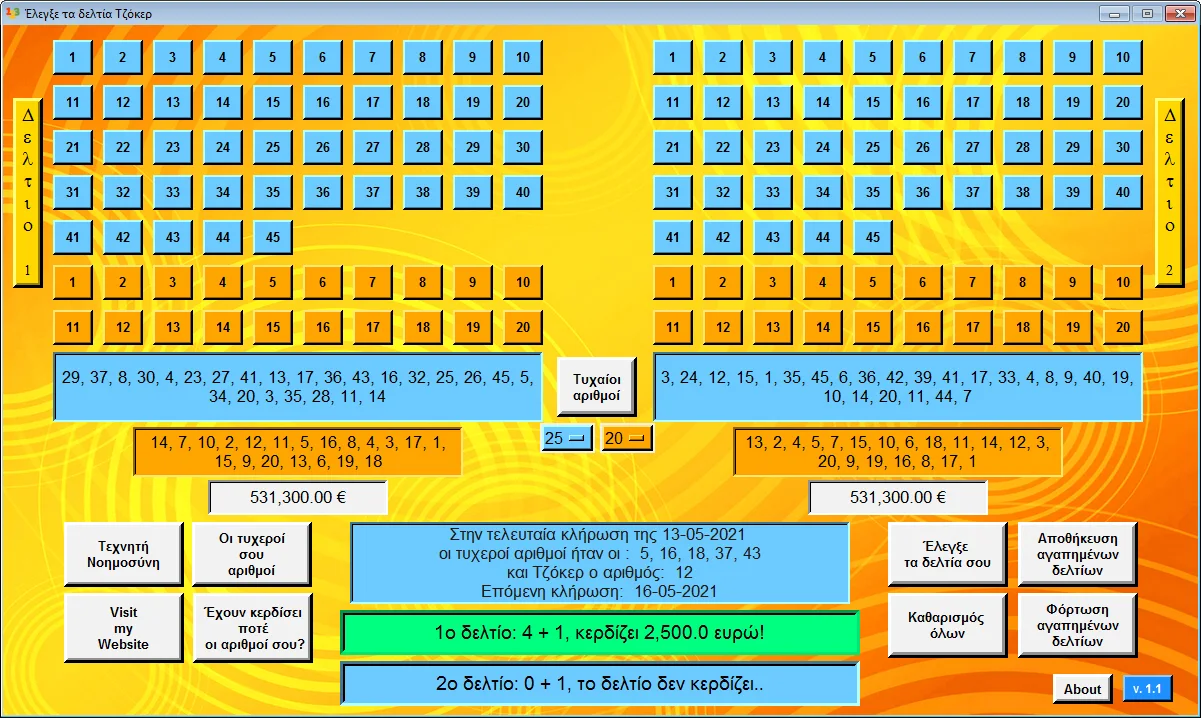 Έλεγξε τα δελτία Τζόκερ
1 2 3 4 5 6 7 8 9 10
11 12 13 14 15 16 17 18 19 20
21 22 23 24 25 26 27 28 29 30
31 32 33 34 35 36 37 38 39 40
41 42 43 44 45
1 2 3 4 5 6 7 8 9 10
11 12 13 14 15 16 17 18 19 20
Δελτιο 1
29, 37, 8, 30, 4, 23, 27, 41, 13, 17, 36, 43, 16, 32, 25, 26, 45, 5,
34, 20, 3, 35, 28, 11, 14
14, 7, 10, 2, 12, 11, 5, 16, 8, 4, 3, 17, 1,
15, 9, 20, 13, 6, 19, 18
531,300.00 €
Τυχαίοι
αριθμοί
25
20
1 2 3 4 5 6 7 8 9 10
11 12 13 14 15 16 17 18 19 20
21 22 23 24 25 26 27 28 29 30
31 32 33 34 35 36 37 38 39 40
41 42 43 44 45
1 2 3 4 5 6 7 8 9 10
11 12 13 14 15 16 17 18 19 20
Δελτιο 2
3, 24, 12, 15, 1, 35, 45, 6, 36, 42, 39, 41, 17, 33, 4, 8, 9, 40, 19,
10, 14, 20, 11, 44, 7
13, 2, 4, 5, 7, 15, 10, 6, 18, 11, 14, 12, 3,
20, 9, 19, 16, 8, 17, 1
531,300.00 €
Τεχνητή
Νοημοσύνη
Οι τυχεροί
σου
αριθμοί
Visit
my
Website
Έχουν κερδίσει
ποτέ
οι αριθμοί σου?
Στην τελευταία κλήρωση της 13-05-2021
οι τυχεροί αριθμοί ήταν οι : 5, 16, 18, 37, 43
και Τζόκερ ο αριθμός: 12
Επόμενη κλήρωση: 16-05-2021
1ο δελτίο: 4 + 1, κερδίζει 2,500.0 ευρώ!
2ο δελτίο: 0 + 1, το δελτίο δεν κερδίζει..
Έλεγξε
τα δελτία σου
Αποθήκευση
αγαπημένων
δελτίων
Καθαρισμός
όλων
Φόρτωση
αγαπημένων
δελτίων
About
v. 1.1